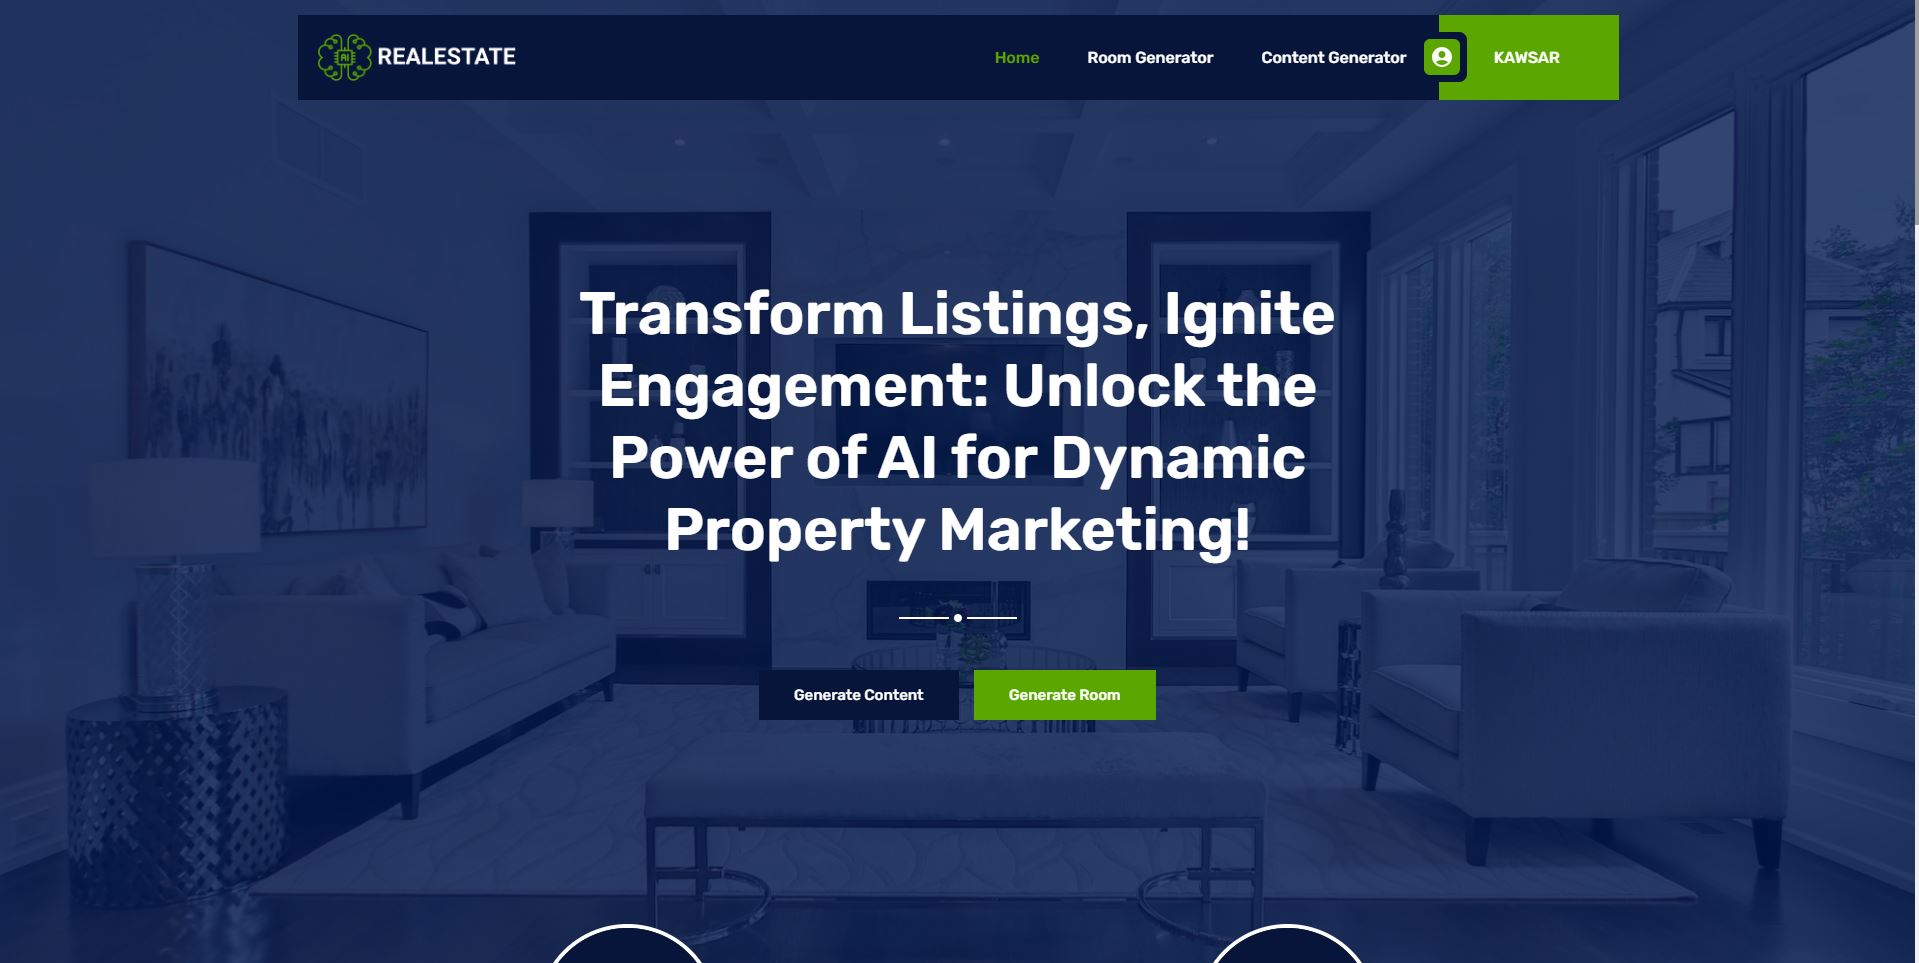 AI REALESTATE
Home
Room Generator
Content Generator
KAWSAR
Transform Listings, Ignite
Engagement: Unlock the
Power of AI for Dynamic
Property Marketing!
Generate Content
Generate Room